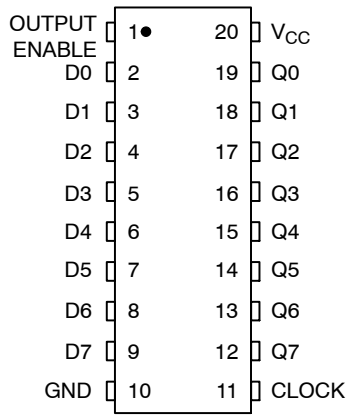 OUTPUT
ENABLE 1 20 VCC
D0 2 19 Q0
D1 3 18 Q1
D2 4 17 Q2
D3 5 16 Q3
D4 6 15 Q4
D5 7 14 Q5
D6 8 13 Q6
D7 9 12 Q7
GND 10 11 CLOCK